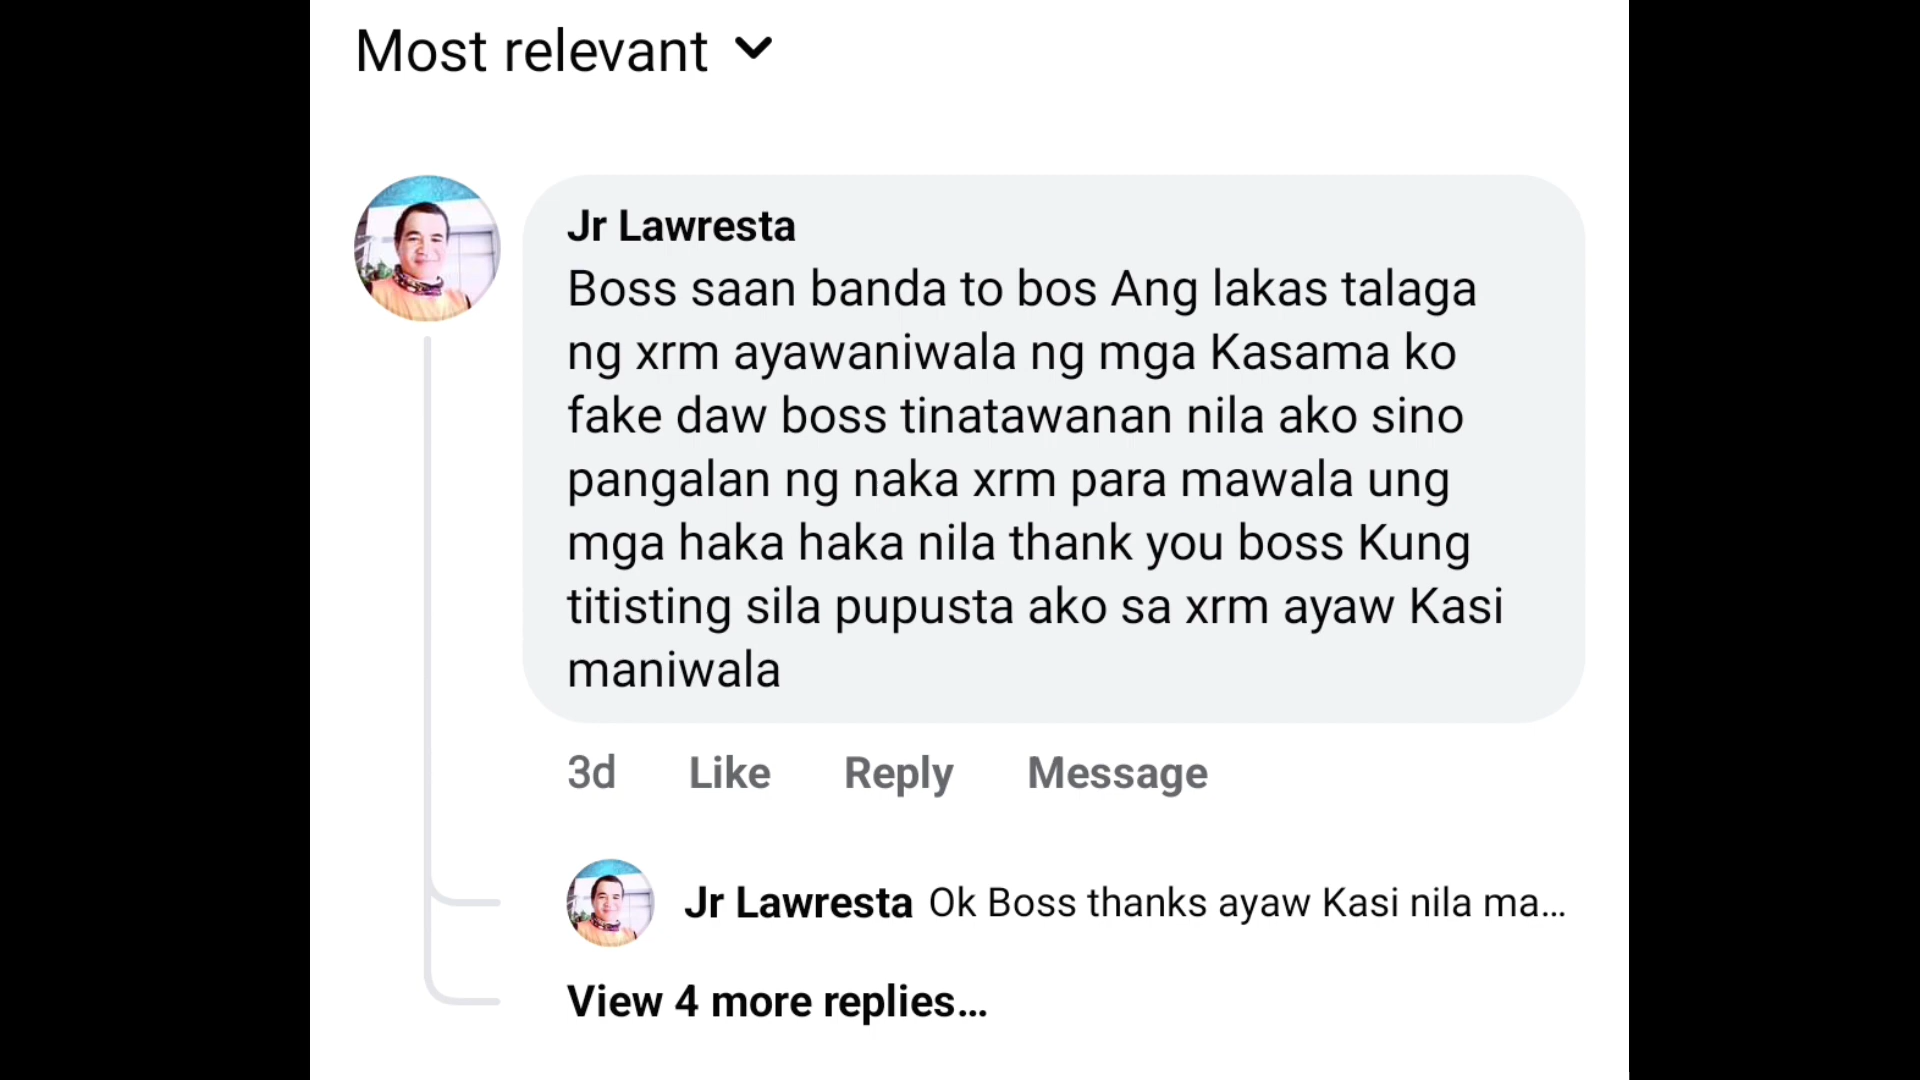 Most relevant
Jr Lawresta
Boss saan banda to bos Ang lakas talaga
ng xrm ayawaniwala ng mga Kasama ko
fake daw boss tinatawanan nila ako sino
pangalan ng naka xrm para mawala ung
mga haka haka nila thank you boss Kung
titisting sila pupusta ako sa xrm ayaw Kasi
maniwala
3d Like Reply Message
Jr Lawresta Ok Boss thanks ayaw Kasi nila ma...
View 4 more replies...